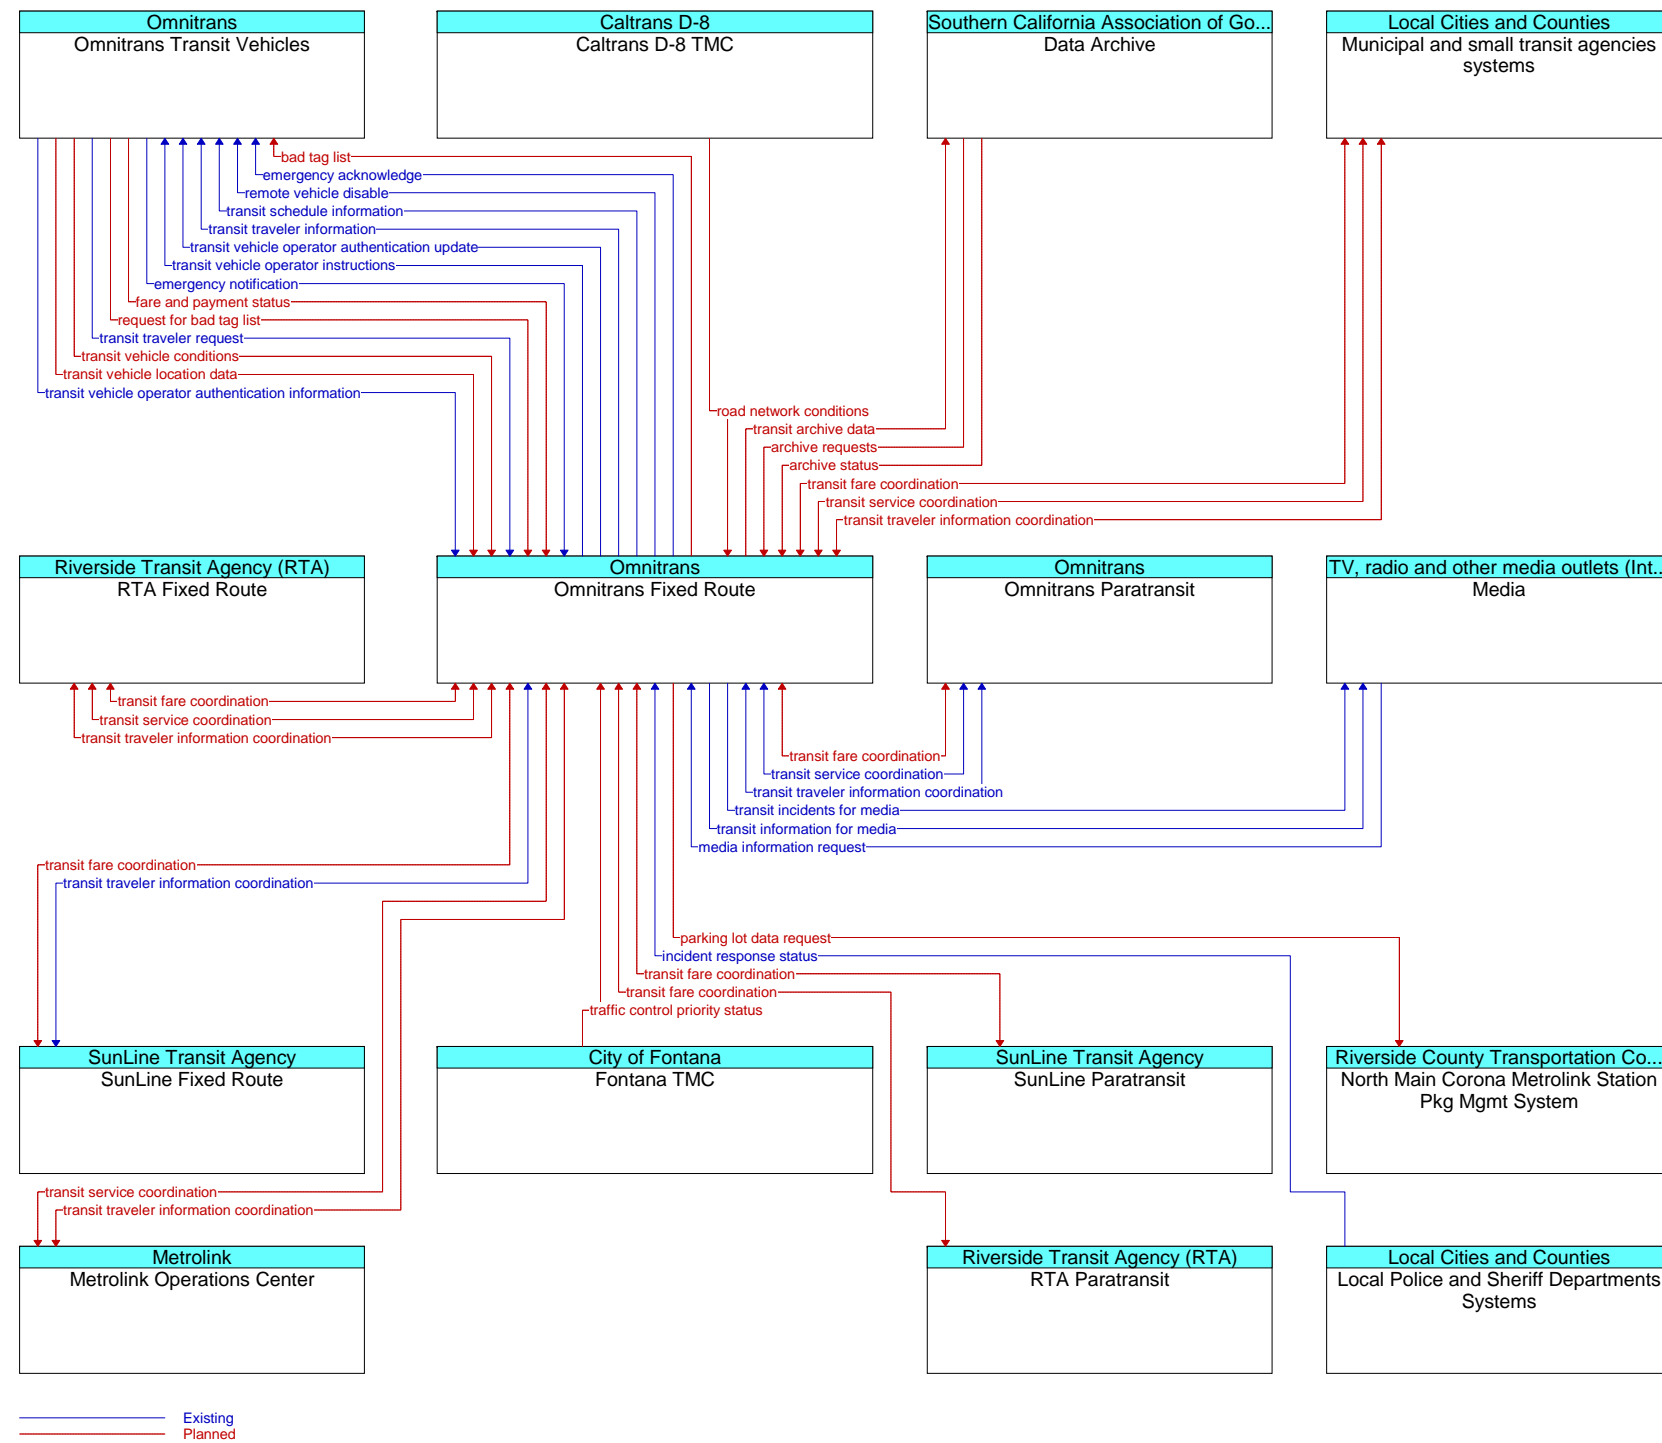 Omnitrans
Omnitrans Transit Vehicles
Caltrans D-8
Caltrans D-8 TMC
Southern California Association of Go...
Data Archive
Local Cities and Counties
Municipal and small transit agencies
systems
bad tag list
emergency acknowledge
remote vehicle disable
transit schedule information
transit traveler information
transit vehicle operator authentication update
transit vehicle operator instructions
emergency notification
fare and payment status
request for bad tag list
transit traveler request
transit vehicle conditions
transit vehicle location data
transit vehicle operator authentication information
road network conditions
transit archive data
archive requests
archive status
transit fare coordination
transit service coordination
transit traveler information coordination
Riverside Transit Agency (RTA)
RTA Fixed Route
Omnitrans
Omnitrans Fixed Route
Omnitrans
Omnitrans Paratransit
TV, radio and other media outlets (Int...
Media
transit fare coordination
transit service coordination
transit traveler information coordination
transit fare coordination
transit service coordination
transit traveler information coordination
transit incidents for media
transit information for media
media information request
transit fare coordination
transit traveler information coordination
parking lot data request
incident response status
transit fare coordination
transit fare coordination
traffic control priority status
SunLine Transit Agency
SunLine Fixed Route
City of Fontana
Fontana TMC
SunLine Transit Agency
SunLine Paratransit
Riverside County Transportation Co...
North Main Corona Metrolink Station
Pkg Mgmt System
transit service coordination
transit traveler information coordination
Metrolink
Metrolink Operations Center
Riverside Transit Agency (RTA)
RTA Paratransit
Local Cities and Counties
Local Police and Sheriff Departments
Systems
Existing
Planned